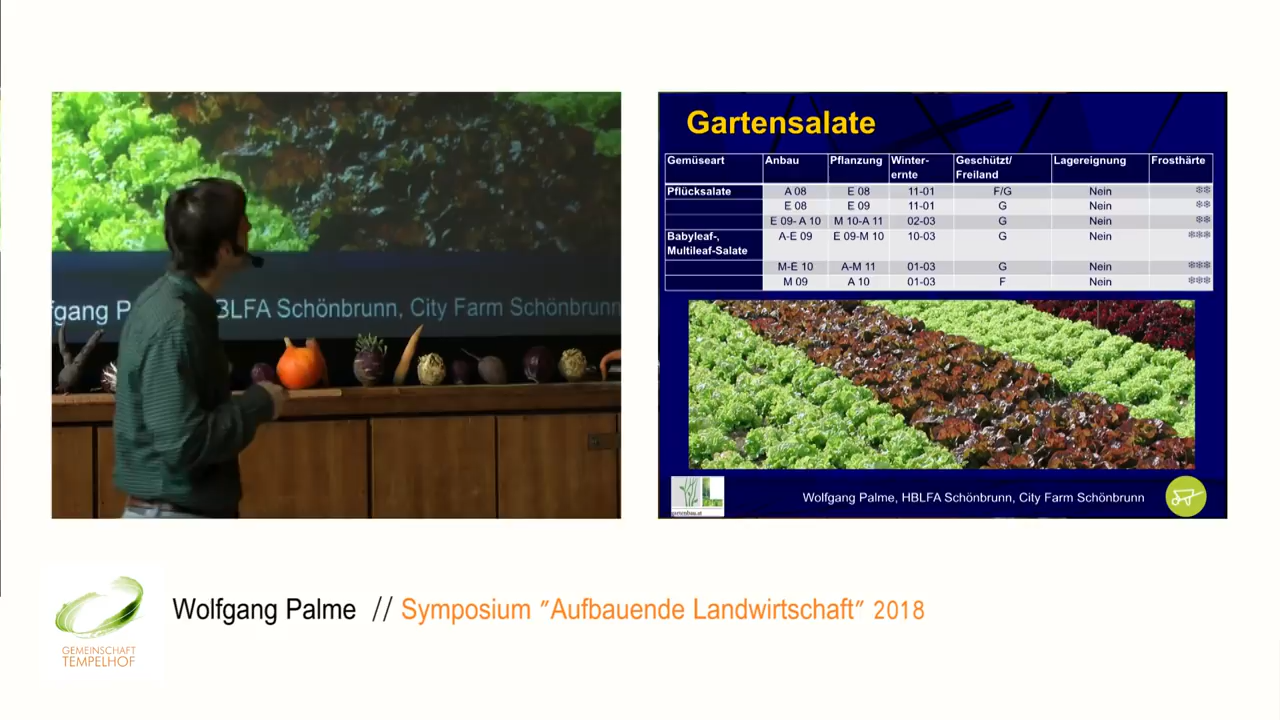 fgang P
BLFA Schönbrunn, City Farm Schönbrunn
Gartensalate
Gemüseart Anbau Pflanzung Winter-ernte Geschützt/Freiland Lagereignung Frosthärte
Pflücksalate A 08 E 08 11-01 F/G Nein ❄❄
E 08 E 09 11-01 G Nein ❄❄
E 09- A 10 M 10-A 11 02-03 G Nein ❄❄
Babyleaf-, Multileaf-Salate A-E 09 E 09-M 10 10-03 G Nein ❄❄❄
M-E 10 A-M 11 01-03 G Nein ❄❄❄
M 09 A 10 01-03 F Nein ❄❄❄
gartenbau.at
Wolfgang Palme, HBLFA Schönbrunn, City Farm Schönbrunn
Wolfgang Palme // Symposium "Aufbauende Landwirtschaft" 2018
GEMEINSCHAFT
TEMPELHOF